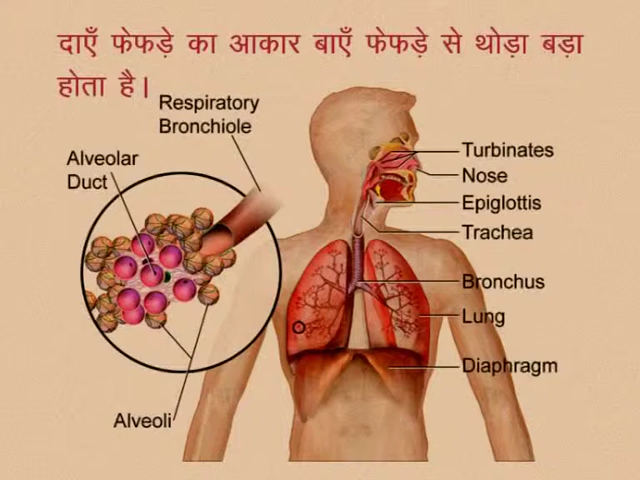 दाएँ फेफड़े का आकार बाएँ फेफड़े से थोड़ा बड़ा
होता है।
Respiratory
Bronchiole
Alveolar
Duct
Turbinates
Nose
Epiglottis
Trachea
Bronchus
Lung
Diaphragm
Alveoli